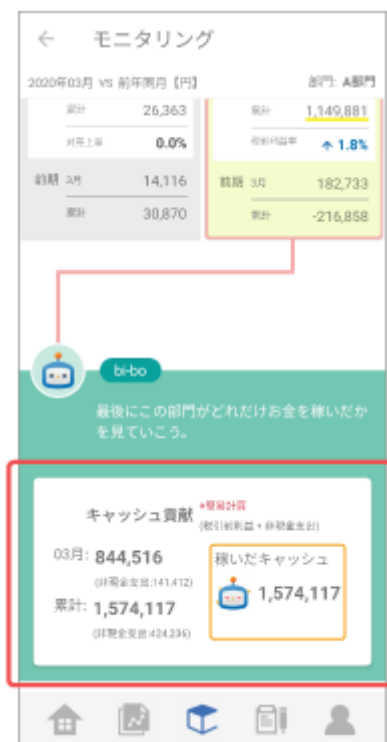 ← モニタリング
2020年03月 vs 前年同月【円】 部門: A部門
累計 26,363 累計 1,149,881
対売上率 0.0% 税前利益率 1.8%
前期 3月 14,116 前期 3月 182,733
累計 30,870 累計 -216,858
bi-bo
最後にこの部門がどれだけお金を稼いだか
を見ていこう。
キャッシュ貢献 *簡易計算
(税引前利益 + 非現金支出)
03月: 844,516 稼いだキャッシュ
(非現金支出:141,412)
累計: 1,574,117 1,574,117
(非現金支出:424,236)